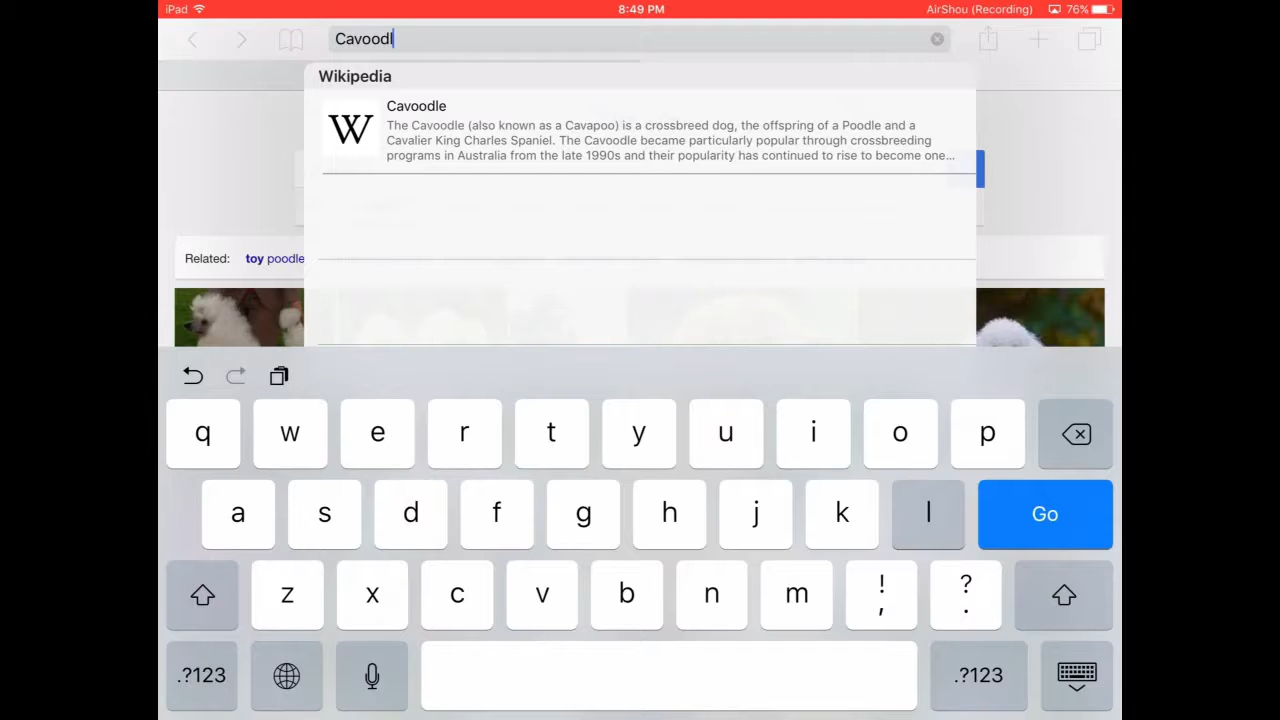 iPad 8:49 PM AirShou (Recording) 76%
Cavoodl
Wikipedia
W
Cavoodle
The Cavoodle (also known as a Cavapoo) is a crossbreed dog, the offspring of a Poodle and a
Cavalier King Charles Spaniel. The Cavoodle became particularly popular through crossbreeding
programs in Australia from the late 1990s and their popularity has continued to rise to become one...
Related: toy poodle
q w e r t y u i o p
a s d f g h j k l Go
z x c v b n m ! , ? .
.?123 .?123